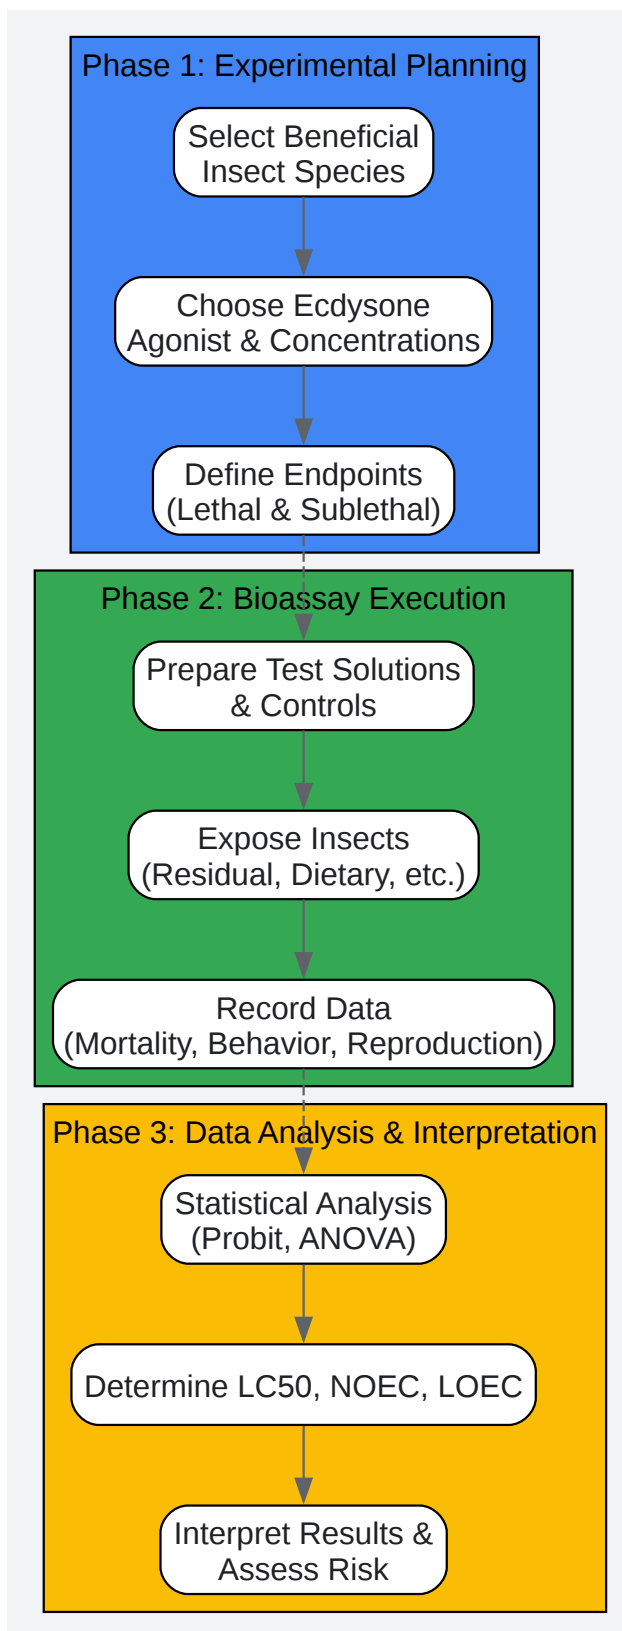 Phase 1: Experimental Planning
Select Beneficial
Insect Species
Choose Ecdysone
Agonist & Concentrations
Define Endpoints
(Lethal & Sublethal)
Phase 2: Bioassay Execution
Prepare Test Solutions
& Controls
Expose Insects
(Residual, Dietary, etc.)
Record Data
(Mortality, Behavior, Reproduction)
Phase 3: Data Analysis & Interpretation
Statistical Analysis
(Probit, ANOVA)
Determine LC50, NOEC, LOEC
Interpret Results &
Assess Risk